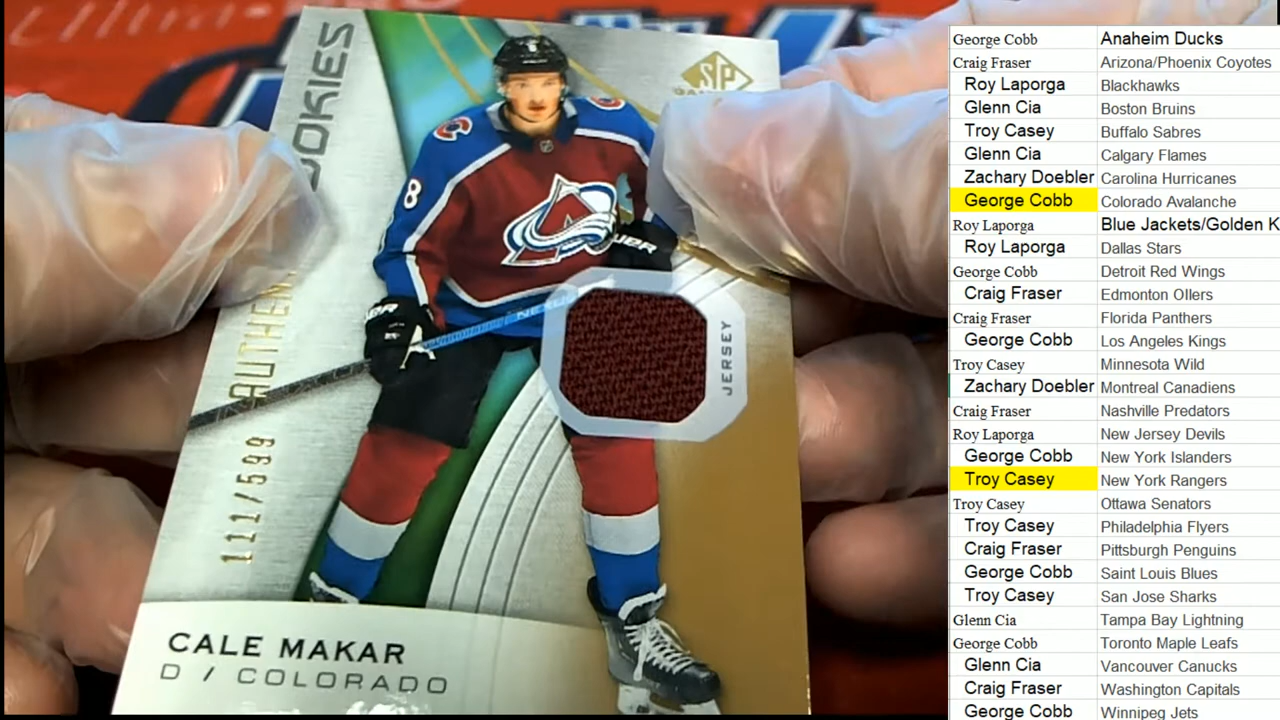 SP
8
BAUER
JERSEY
111/599
CALE MAKAR
D / COLORADO
George Cobb Anaheim Ducks
Craig Fraser Arizona/Phoenix Coyotes
Roy Laporga Blackhawks
Glenn Cia Boston Bruins
Troy Casey Buffalo Sabres
Glenn Cia Calgary Flames
Zachary Doebler Carolina Hurricanes
George Cobb Colorado Avalanche
Roy Laporga Blue Jackets/Golden K
Roy Laporga Dallas Stars
George Cobb Detroit Red Wings
Craig Fraser Edmonton Ollers
Craig Fraser Florida Panthers
George Cobb Los Angeles Kings
Troy Casey Minnesota Wild
Zachary Doebler Montreal Canadiens
Craig Fraser Nashville Predators
Roy Laporga New Jersey Devils
George Cobb New York Islanders
Troy Casey New York Rangers
Troy Casey Ottawa Senators
Troy Casey Philadelphia Flyers
Craig Fraser Pittsburgh Penguins
George Cobb Saint Louis Blues
Troy Casey San Jose Sharks
Glenn Cia Tampa Bay Lightning
George Cobb Toronto Maple Leafs
Glenn Cia Vancouver Canucks
Craig Fraser Washington Capitals
George Cobb Winnipeg Jets